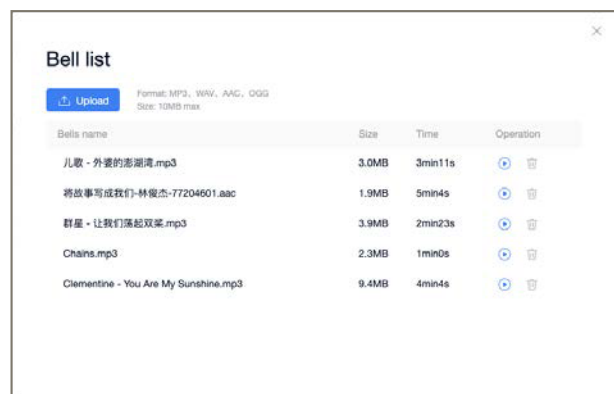 Bell list
Upload
Format: MP3、WAV、AAC、OGG
Size: 10MB max
Bells name Size Time Operation
儿歌 - 外婆的澎湖湾.mp3 3.0MB 3min11s
将故事写成我们-林俊杰-77204601.aac 1.9MB 5min4s
群星 - 让我们荡起双桨.mp3 3.9MB 2min23s
Chains.mp3 2.3MB 1min0s
Clementine - You Are My Sunshine.mp3 9.4MB 4min4s